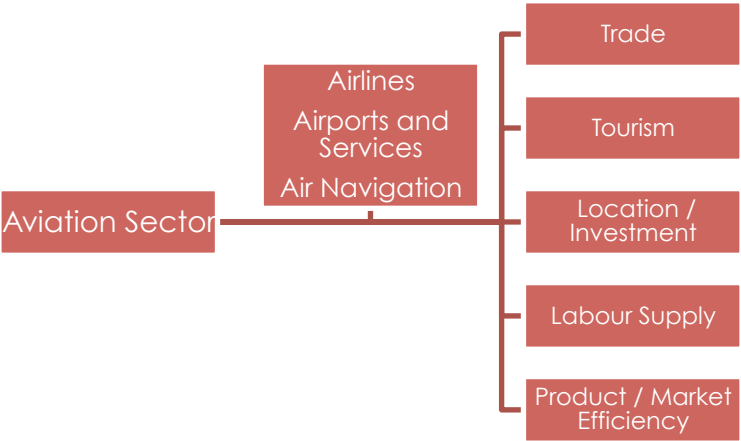 Aviation Sector
Airlines
Airports and
Services
Air Navigation
Trade
Tourism
Location /
Investment
Labour Supply
Product / Market
Efficiency